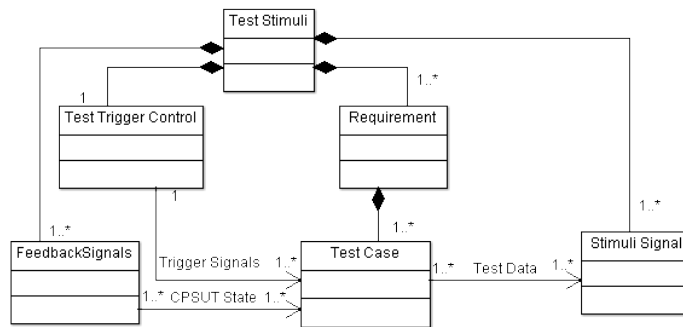 Test Stimuli
1
1..*
Test Trigger Control
Requirement
1
1..*
1..*
1..*
FeedbackSignals
Trigger Signals
1..*
Test Case
1..*
Test Data
1..*
Stimuli Signal
1..*
CPSUT State
1..*